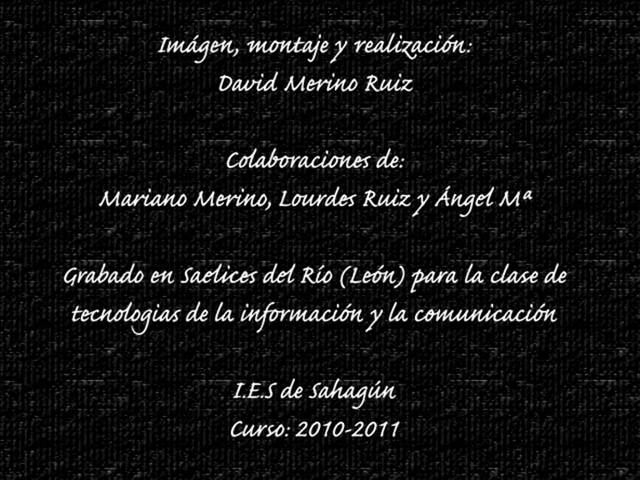 Imágen, montaje y realización:
David Merino Ruiz
Colaboraciones de:
Mariano Merino, Lourdes Ruiz y Ángel Mª
Grabado en Saelices del Río (León) para la clase de
tecnologias de la información y la comunicación
I.E.S de Sahagún
Curso: 2010-2011